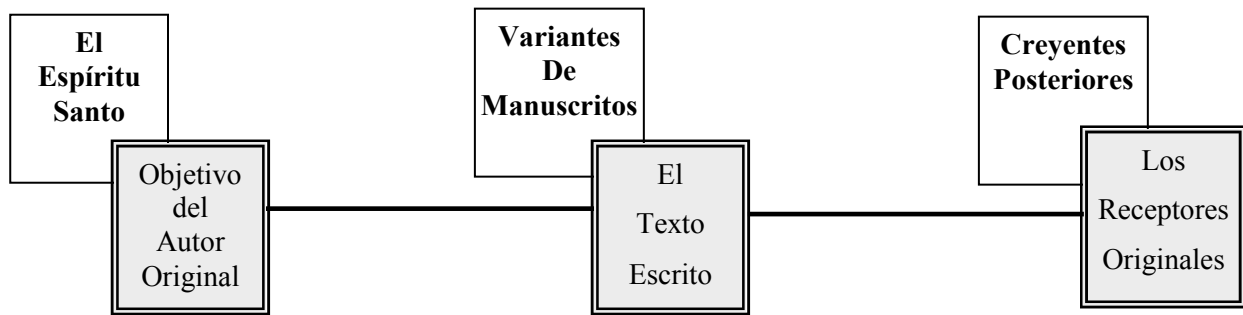 El
Espíritu
Santo
Objetivo
del
Autor
Original
Variantes
De
Manuscritos
El
Texto
Escrito
Creyentes
Posteriores
Los
Receptores
Originales